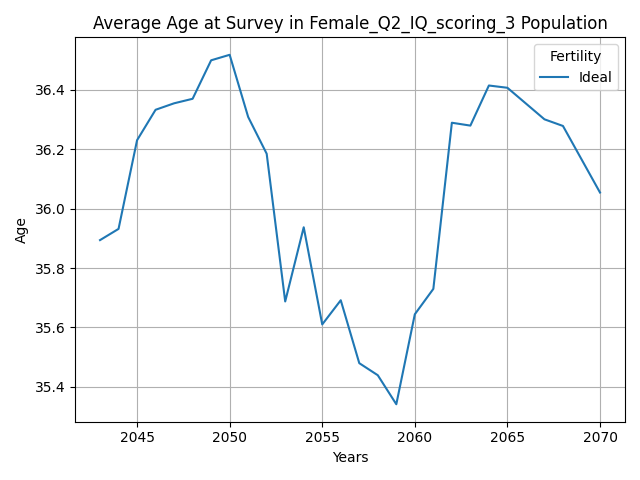 Average Age at Survey in Female_Q2_IQ_scoring_3 Population
Fertility
Ideal
36.4
36.2
36.0
35.8
35.6
35.4
Age
2045 2050 2055 2060 2065 2070
Years